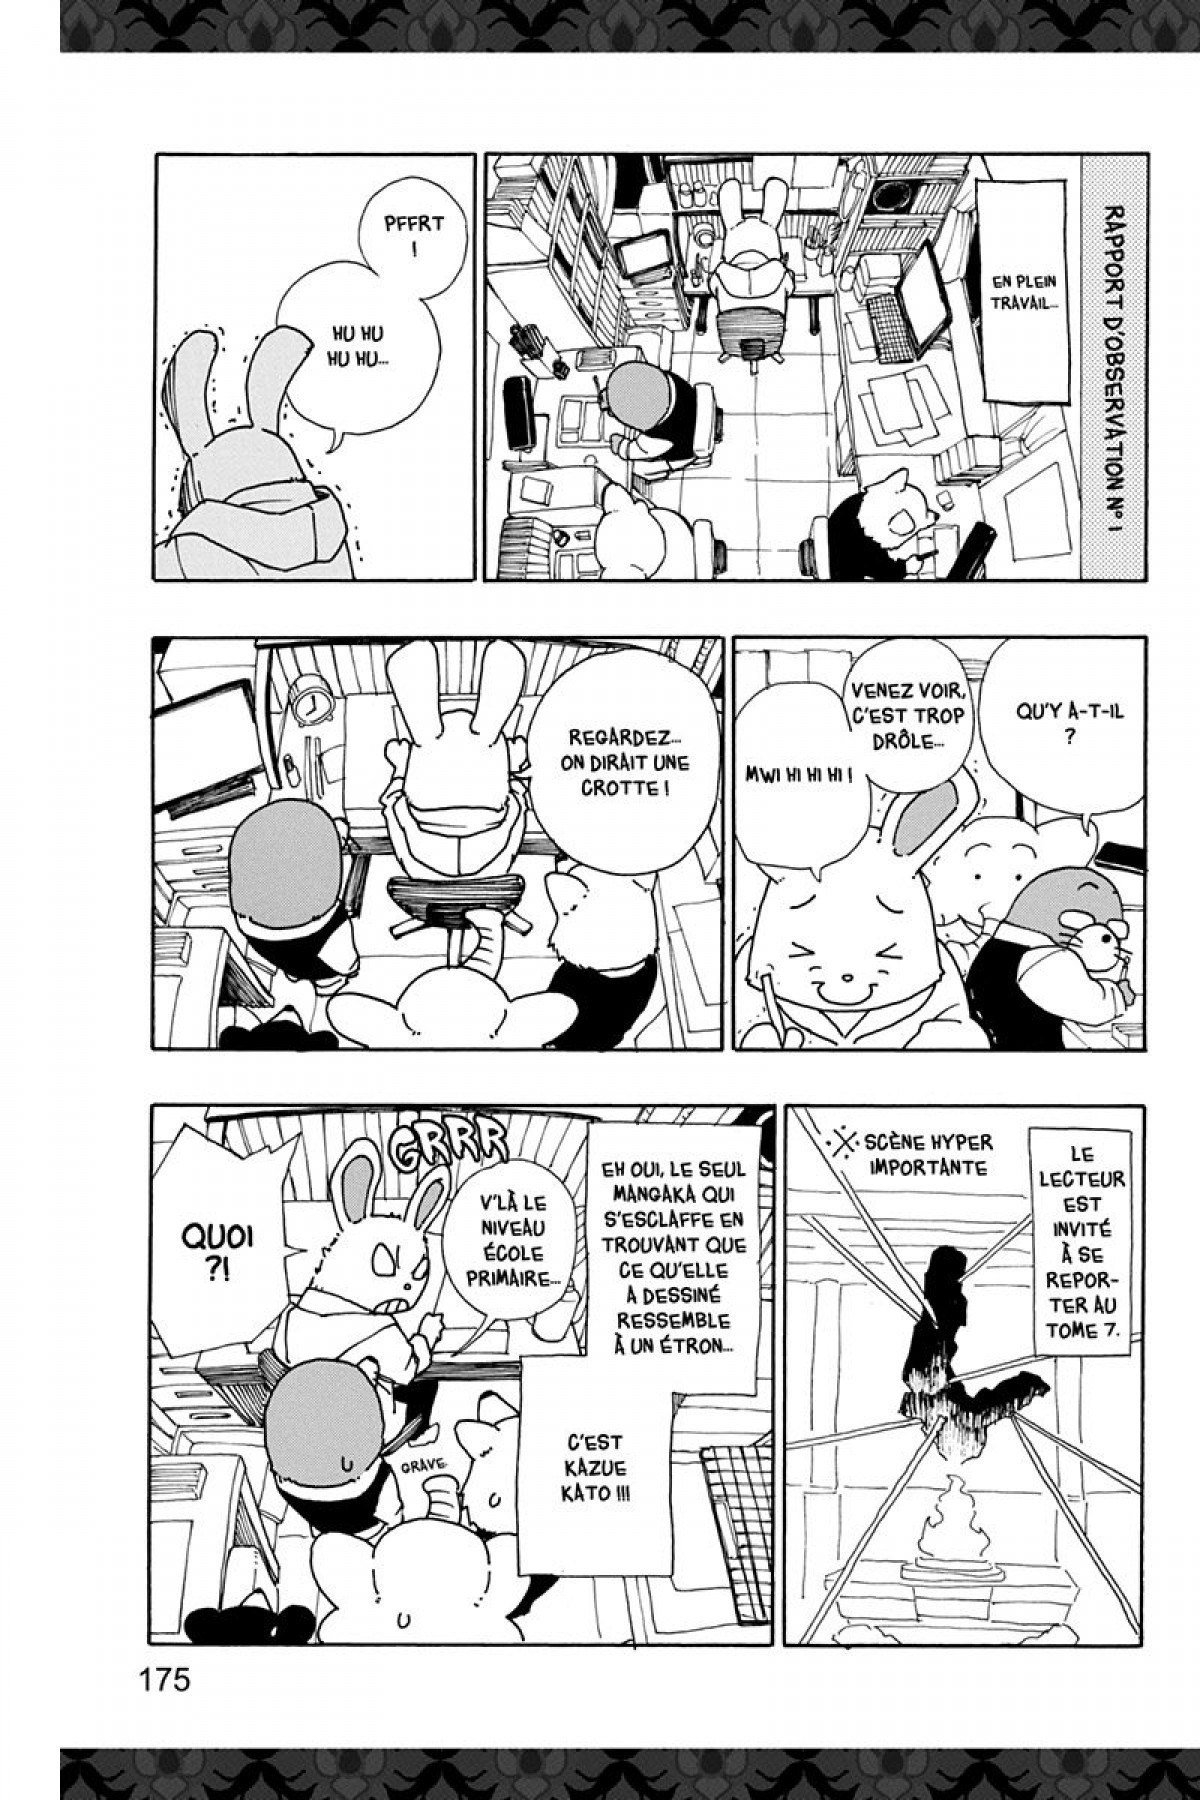 RAPPORT D'OBSERVATION N° 1
EN PLEIN
TRAVAIL...
PFFRT
!
HU HU
HU HU...
QU'Y A-T-IL
?
VENEZ VOIR,
C'EST TROP
DRÔLE...
MWI HI HI HI !
REGARDEZ...
ON DIRAIT UNE
CROTTE !
LE
LECTEUR
EST
INVITÉ
À SE
REPOR-
TER AU
TOME 7.
※ SCÈNE HYPER
IMPORTANTE
EH OUI, LE SEUL
MANGAKA QUI
S'ESCLAFFE EN
TROUVANT QUE
CE QU'ELLE
A DESSINÉ
RESSEMBLE
À UN ÉTRON...
C'EST
KAZUE
KATO !!!
GRRR
V'LÀ LE
NIVEAU
ÉCOLE
PRIMAIRE...
QUOI
?!
GRAVE.
175